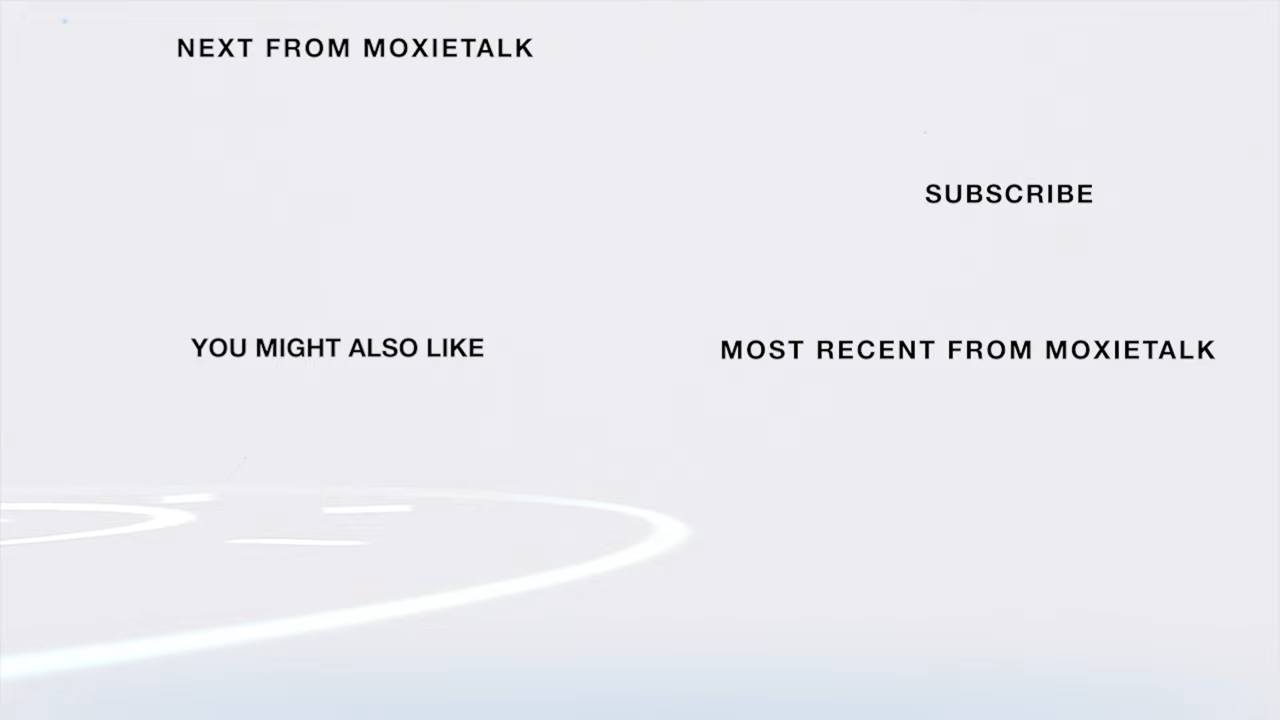 NEXT FROM MOXIETALK
SUBSCRIBE
YOU MIGHT ALSO LIKE
MOST RECENT FROM MOXIETALK